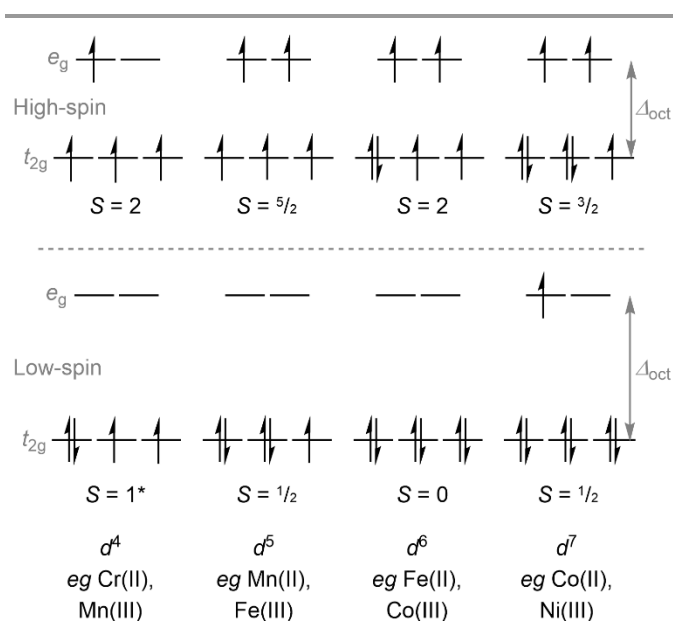 eg
High-spin
Δoct
t2g
S = 2 S = 5/2 S = 2 S = 3/2
eg
Low-spin
Δoct
t2g
S = 1* S = 1/2 S = 0 S = 1/2
d4 d5 d6 d7
eg Cr(II), eg Mn(II), eg Fe(II), eg Co(II),
Mn(III) Fe(III) Co(III) Ni(III)